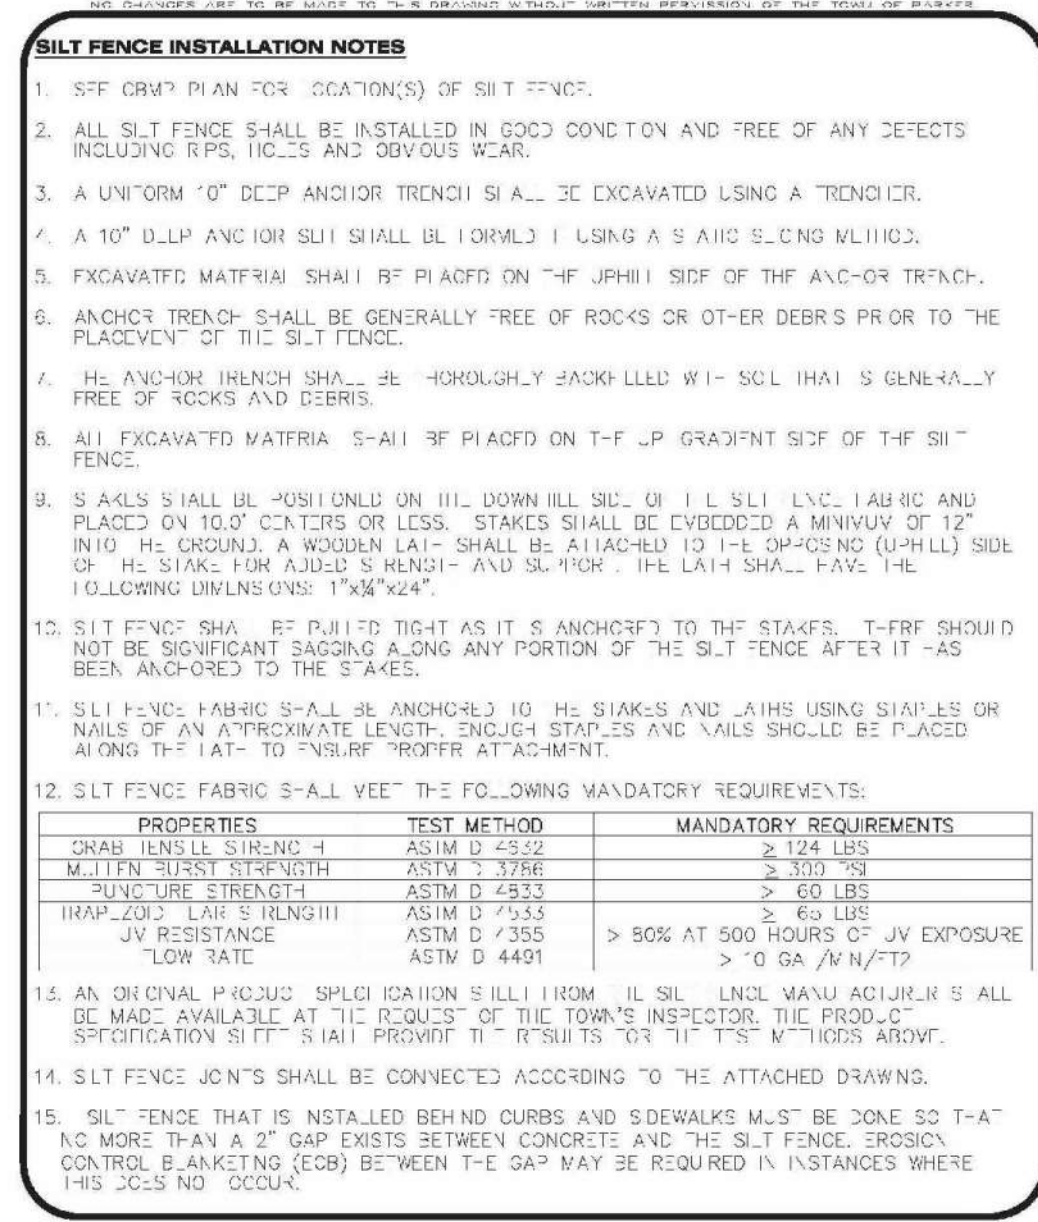 NO CHANGES ARE TO BE MADE TO THIS DRAWING WITHOUT WRITTEN PERMISSION OF THE TOWN OF PARKER
SILT FENCE INSTALLATION NOTES
1. SEE CBMP PLAN FOR LOCATION(S) OF SILT FENCE.
2. ALL SILT FENCE SHALL BE INSTALLED IN GOOD CONDITION AND FREE OF ANY DEFECTS
INCLUDING RIPS, HOLES AND OBVIOUS WEAR.
3. A UNIFORM 10" DEEP ANCHOR TRENCH SHALL BE EXCAVATED USING A TRENCHER.
4. A 10" DEEP ANCHOR SLIT SHALL BE FORMED IF USING A STATIC SLICING METHOD.
5. EXCAVATED MATERIAL SHALL BE PLACED ON THE UPHILL SIDE OF THE ANCHOR TRENCH.
6. ANCHOR TRENCH SHALL BE GENERALLY FREE OF ROCKS OR OTHER DEBRIS PRIOR TO THE
PLACEMENT OF THE SILT FENCE.
7. THE ANCHOR TRENCH SHALL BE THOROUGHLY BACKFILLED WITH SOIL THAT IS GENERALLY
FREE OF ROCKS AND DEBRIS.
8. ALL EXCAVATED MATERIAL SHALL BE PLACED ON THE UP GRADIENT SIDE OF THE SILT
FENCE.
9. STAKES SHALL BE POSITIONED ON THE DOWNHILL SIDE OF THE SILT FENCE FABRIC AND
PLACED ON 10.0' CENTERS OR LESS. STAKES SHALL BE EMBEDDED A MINIMUM OF 12"
INTO THE GROUND. A WOODEN LATH SHALL BE ATTACHED TO THE OPPOSING (UPHILL) SIDE
OF THE STAKE FOR ADDED STRENGTH AND SUPPORT. THE LATH SHALL HAVE THE
FOLLOWING DIMENSIONS: 1"x¼"x24".
10. SILT FENCE SHALL BE PULLED TIGHT AS IT IS ANCHORED TO THE STAKES. THERE SHOULD
NOT BE SIGNIFICANT SAGGING ALONG ANY PORTION OF THE SILT FENCE AFTER IT HAS
BEEN ANCHORED TO THE STAKES.
11. SILT FENCE FABRIC SHALL BE ANCHORED TO THE STAKES AND LATHS USING STAPLES OR
NAILS OF AN APPROXIMATE LENGTH. ENOUGH STAPLES AND NAILS SHOULD BE PLACED
ALONG THE LATH TO ENSURE PROPER ATTACHMENT.
12. SILT FENCE FABRIC SHALL MEET THE FOLLOWING MANDATORY REQUIREMENTS:
PROPERTIES TEST METHOD MANDATORY REQUIREMENTS
GRAB TENSILE STRENGTH ASTM D 4632 ≥ 124 LBS
MULLEN BURST STRENGTH ASTM D 3786 ≥ 300 PSI
PUNCTURE STRENGTH ASTM D 4833 > 60 LBS
TRAPEZOID TEAR STRENGTH ASTM D 4533 ≥ 65 LBS
UV RESISTANCE ASTM D 4355 > 80% AT 500 HOURS OF UV EXPOSURE
FLOW RATE ASTM D 4491 > 10 GAL/MIN/FT2
13. AN ORIGINAL PRODUCT SPECIFICATION SHEET FROM THE SILT FENCE MANUFACTURER SHALL
BE MADE AVAILABLE AT THE REQUEST OF THE TOWN'S INSPECTOR. THE PRODUCT
SPECIFICATION SHEET SHALL PROVIDE THE RESULTS FOR THE TEST METHODS ABOVE.
14. SILT FENCE JOINTS SHALL BE CONNECTED ACCORDING TO THE ATTACHED DRAWING.
15. SILT FENCE THAT IS INSTALLED BEHIND CURBS AND SIDEWALKS MUST BE DONE SO THAT
NO MORE THAN A 2" GAP EXISTS BETWEEN CONCRETE AND THE SILT FENCE. EROSION
CONTROL BLANKETING (ECB) BETWEEN THE GAP MAY BE REQUIRED IN INSTANCES WHERE
THIS DOES NOT OCCUR.